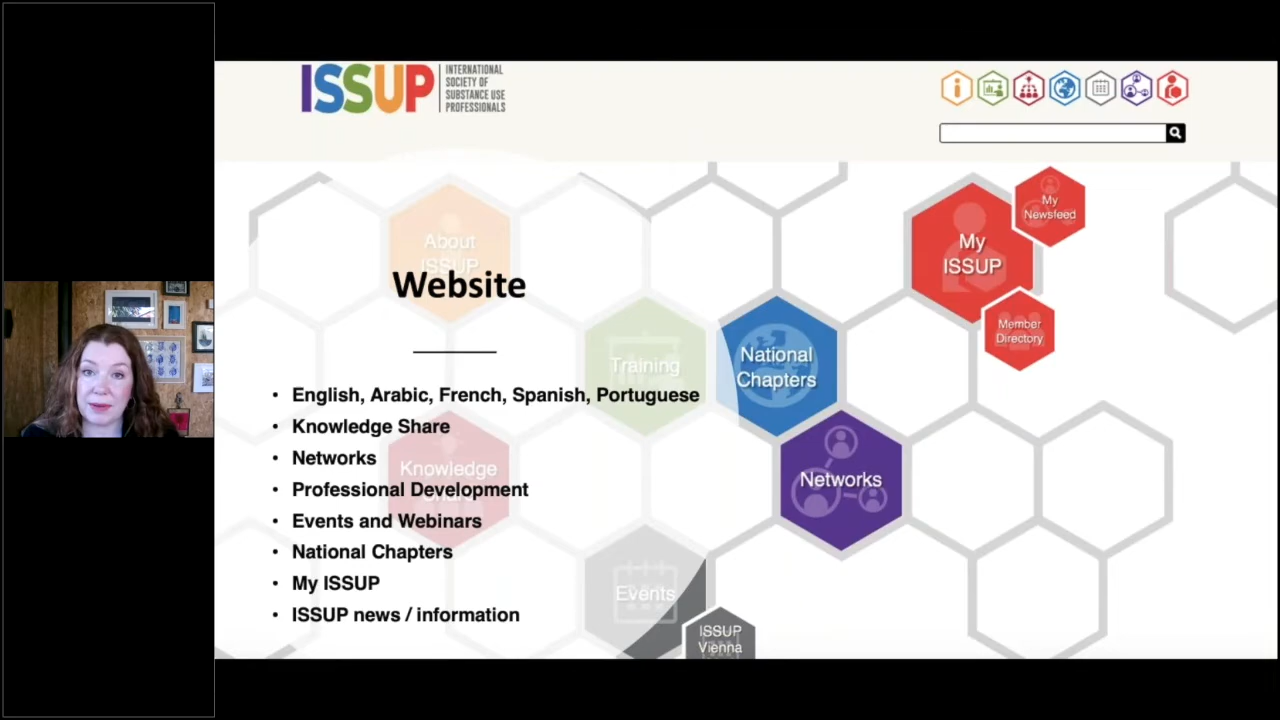 ISSUP
INTERNATIONAL
SOCIETY OF
SUBSTANCE USE
PROFESSIONALS
My
Newsfeed
About
ISSUP
My
ISSUP
Website
Member
Directory
Training
National
Chapters
• English, Arabic, French, Spanish, Portuguese
• Knowledge Share
• Networks
• Professional Development
• Events and Webinars
• National Chapters
• My ISSUP
• ISSUP news / information
Knowledge
Share
Networks
Events
ISSUP
Vienna